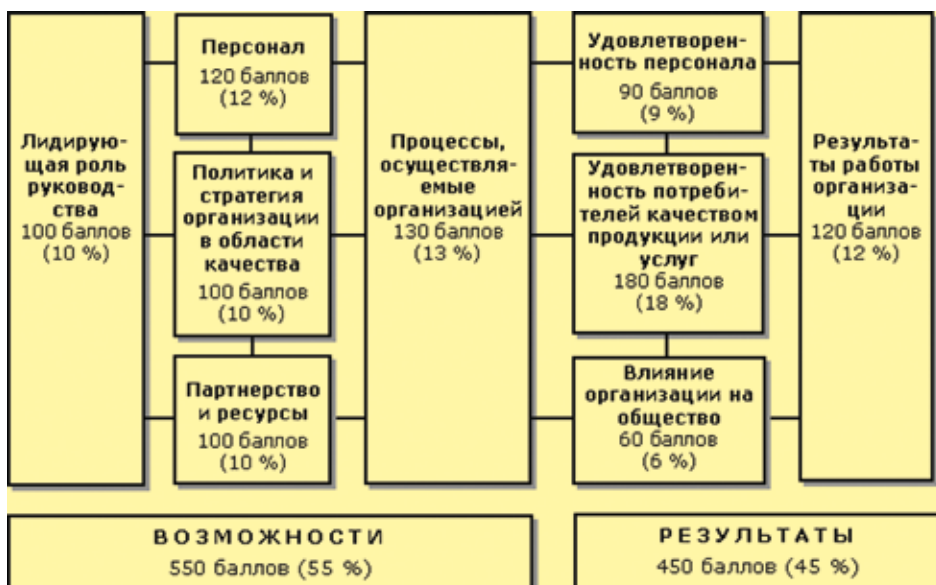 Лидирую-
щая роль
руковод-
ства
100 баллов
(10 %)
Персонал
120 баллов
(12 %)
Политика и
стратегия
организации
в области
качества
100 баллов
(10 %)
Партнерство
и ресурсы
100 баллов
(10 %)
Процессы,
осуществля-
емые
организацией
130 баллов
(13 %)
Удовлетворен-
ность персонала
90 баллов
(9 %)
Удовлетворен-
ность потреби-
телей качеством
продукции или
услуг
180 баллов
(18 %)
Влияние
организации на
общество
60 баллов
(6 %)
Результа-
ты работы
организа-
ции
120 баллов
(12 %)
ВОЗМОЖНОСТИ
550 баллов (55 %)
РЕЗУЛЬТАТЫ
450 баллов (45 %)